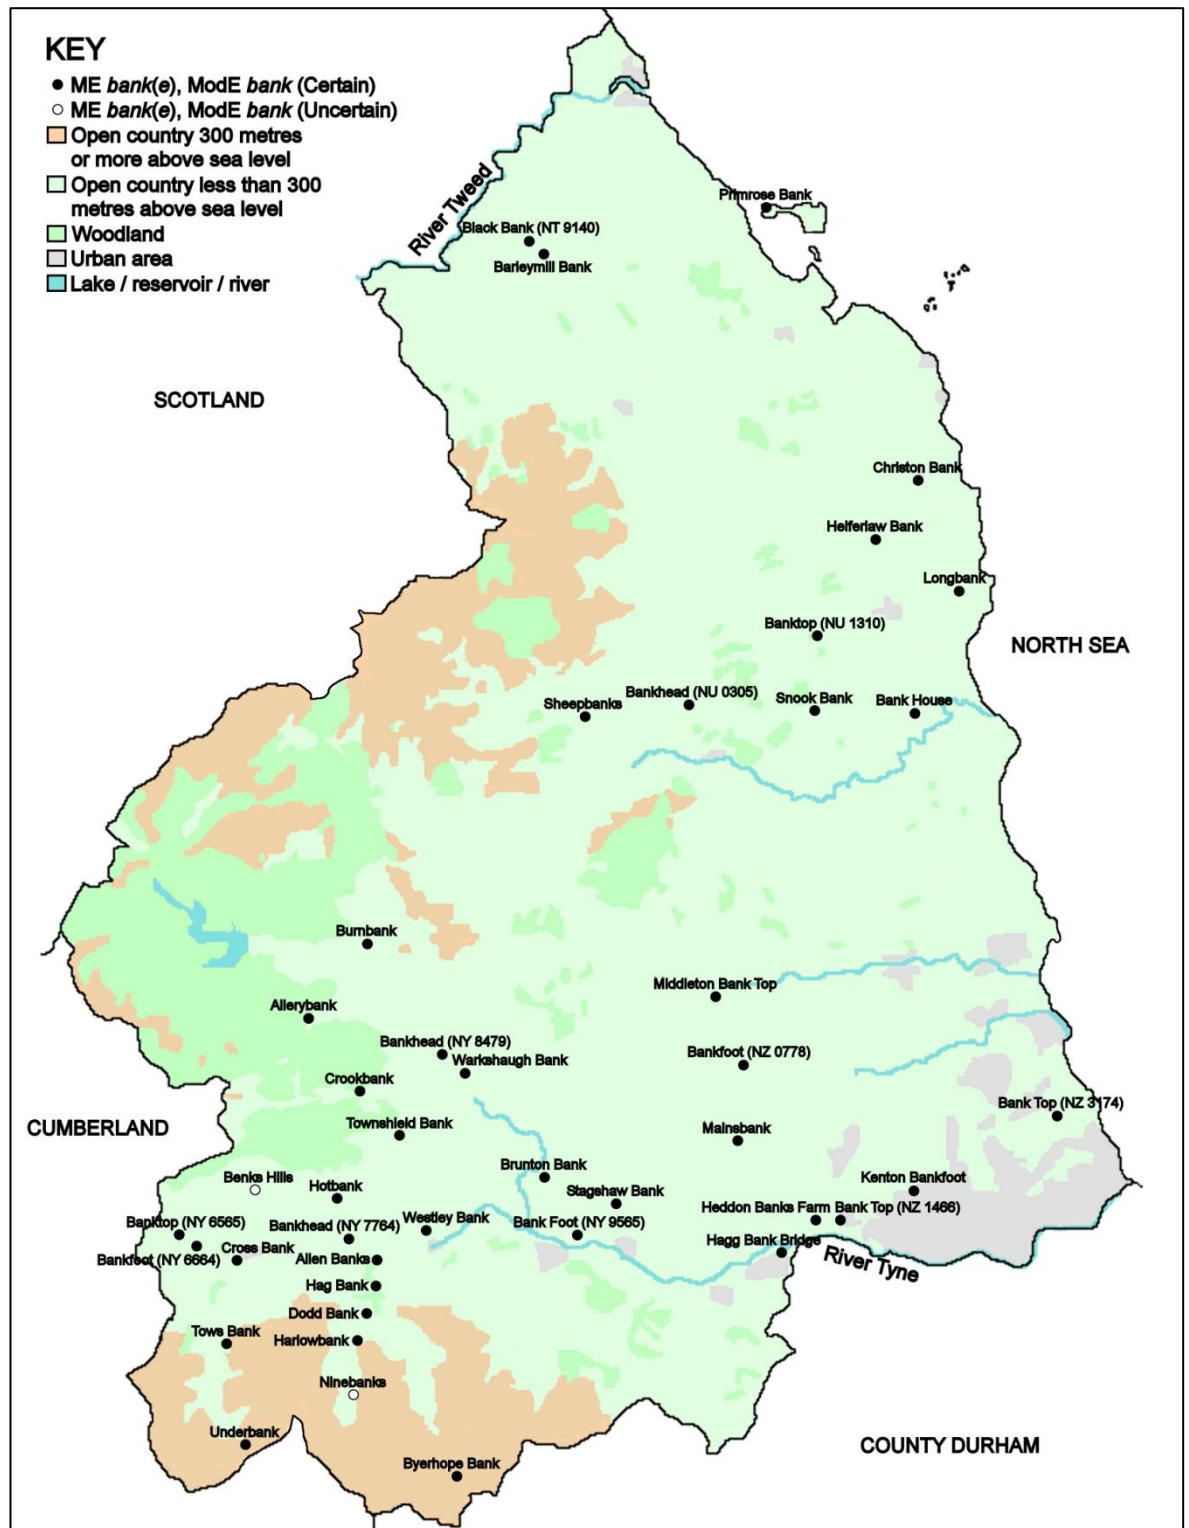 KEY
ME bank(e), ModE bank (Certain)
ME bank(e), ModE bank (Uncertain)
Open country 300 metres
or more above sea level
Open country less than 300
metres above sea level
Woodland
Urban area
Lake / reservoir / river
River Tweed
Primrose Bank
Black Bank (NT 9140)
Barleymill Bank
SCOTLAND
Christon Bank
Helferlaw Bank
Longbank
Banktop (NU 1310)
NORTH SEA
Bankhead (NU 0305)
Sheepbanks
Snook Bank
Bank House
Burnbank
Middleton Bank Top
Allerybank
Bankhead (NY 8479)
Warkshaugh Bank
Bankfoot (NZ 0778)
Crookbank
Bank Top (NZ 3174)
CUMBERLAND
Townshield Bank
Mainsbank
Brunton Bank
Benks Hills
Hotbank
Kenton Bankfoot
Stagshaw Bank
Heddon Banks Farm
Bank Top (NZ 1466)
Banktop (NY 6565)
Bankhead (NY 7764)
Westley Bank
Bank Foot (NY 9565)
Bankfoot (NY 6664)
Cross Bank
Allen Banks
Hagg Bank Bridge
River Tyne
Hag Bank
Dodd Bank
Tows Bank
Harlowbank
Ninebanks
Underbank
COUNTY DURHAM
Byerhope Bank